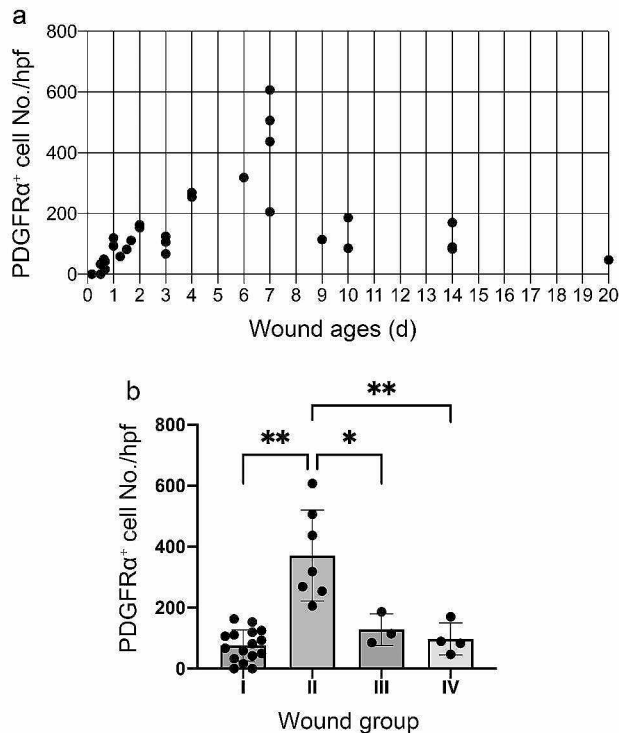 a
PDGFRα⁺ cell No./hpf
800
600
400
200
0
0 1 2 3 4 5 6 7 8 9 10 11 12 13 14 15 16 17 18 19 20
Wound ages (d)
b
PDGFRα⁺ cell No./hpf
800
600
400
200
0
**
**
*
I II III IV
Wound group